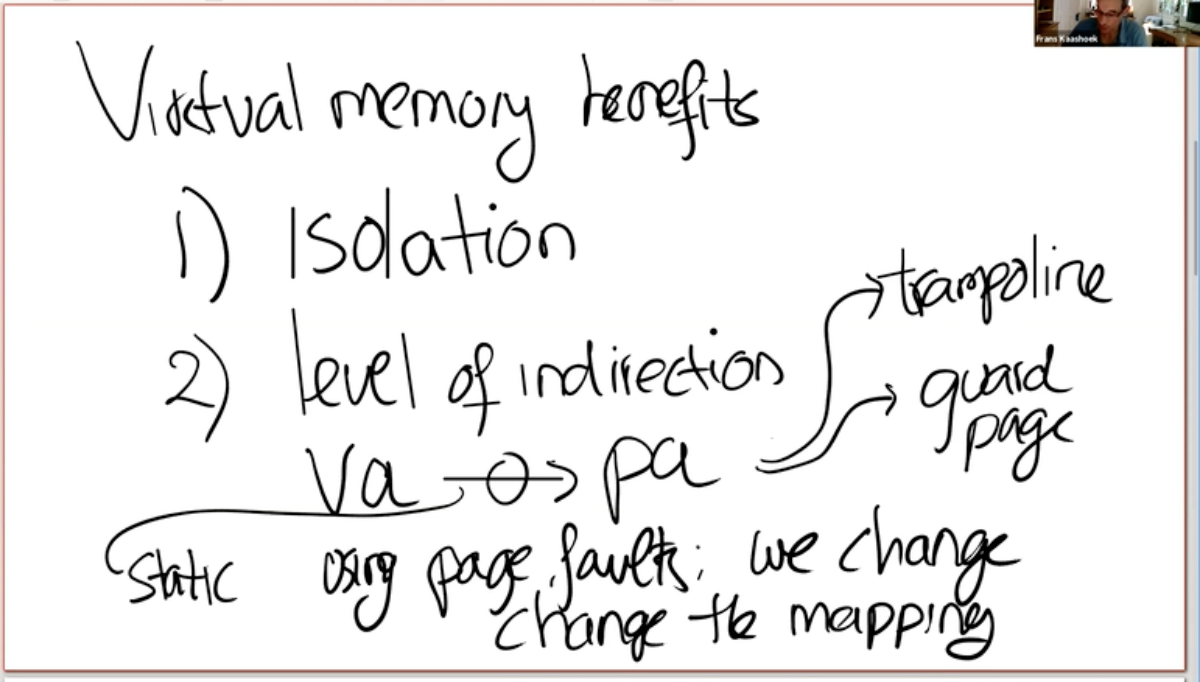 Virtual memory benefits
1) Isolation
2) level of indirection
va → pa
trampoline
guard
page
static
using page faults: we change
change the mapping
Frans Kaashoek